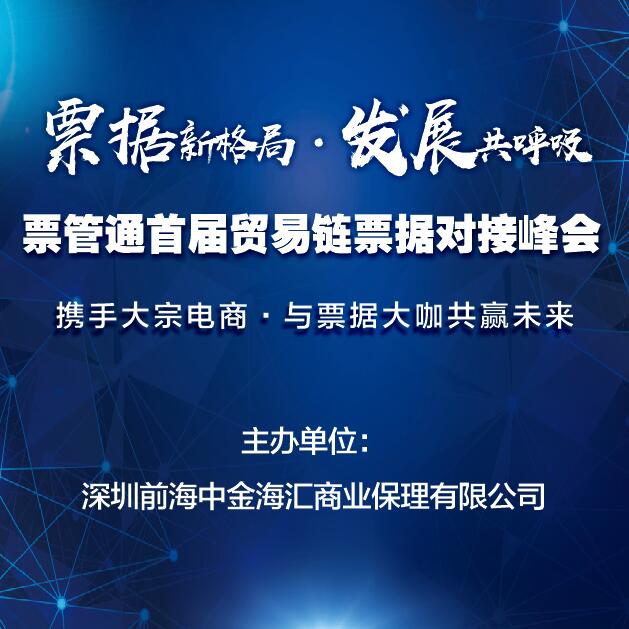 票据新格局·发展共呼吸
票管通首届贸易链票据对接峰会
携手大宗电商·与票据大咖共赢未来
主办单位：
深圳前海中金海汇商业保理有限公司